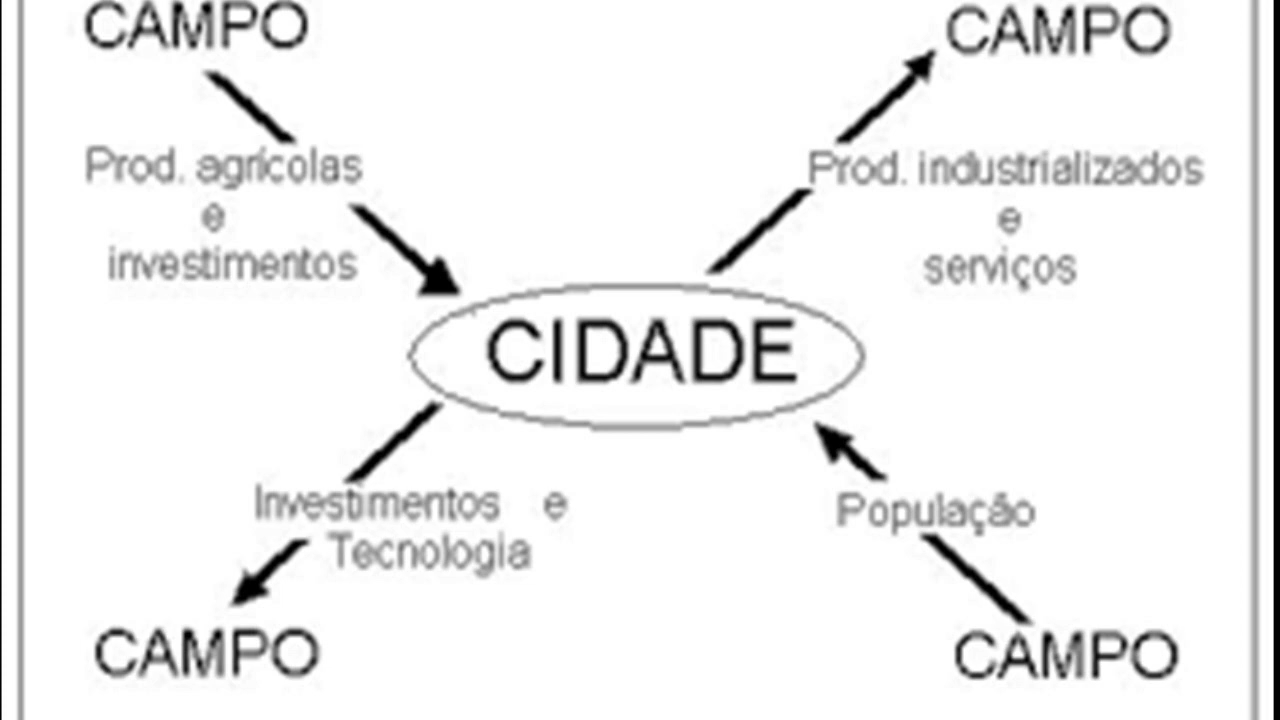 CAMPO
CAMPO
Prod. agrícolas
e
investimentos
Prod. industrializados
e
serviços
CIDADE
Investimentos e
Tecnologia
População
CAMPO
CAMPO